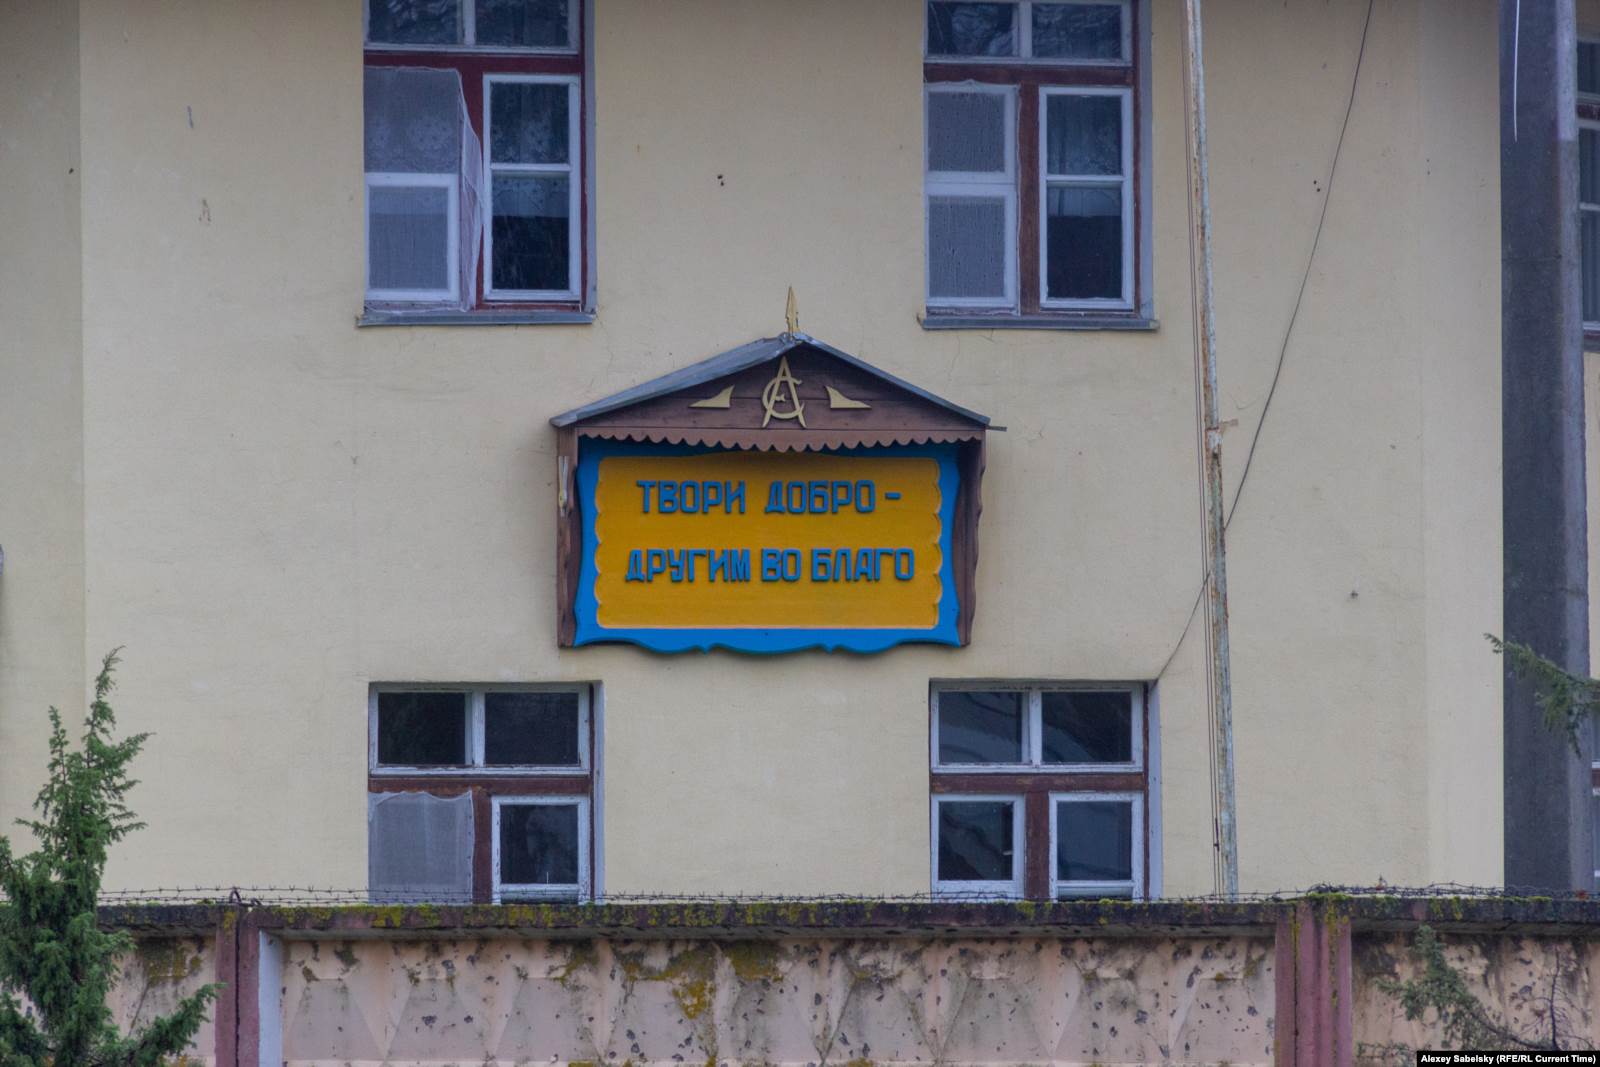 ТВОРИ ДОБРО -
ДРУГИМ ВО БЛАГО
Alexey Sabelsky (RFE/RL Current Time)